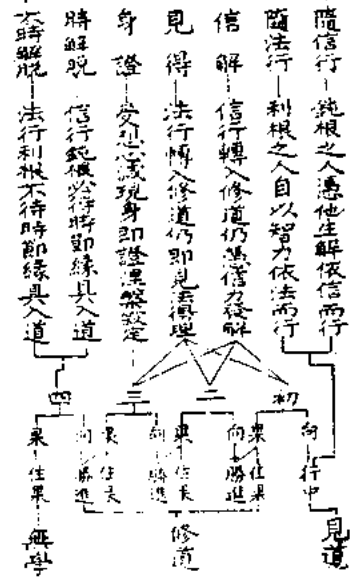 隨信行—鈍根之人憑他生解依信而行
隨法行—利根之人自以智力依法而行
信解—信行轉入修道仍憑信力發解
見得—法行轉入修道仍即見法得理
身證—受想心滅現身即證涅槃寂定
時解脫—信行鈍根必待時節緣具入道
不時解脫—法行利根不待時節緣具入道
初 二 三 四
向 果 向 果 向 果 向 果
行中 住果 勝進 勝進 勝進 住果
見道
修道
無學